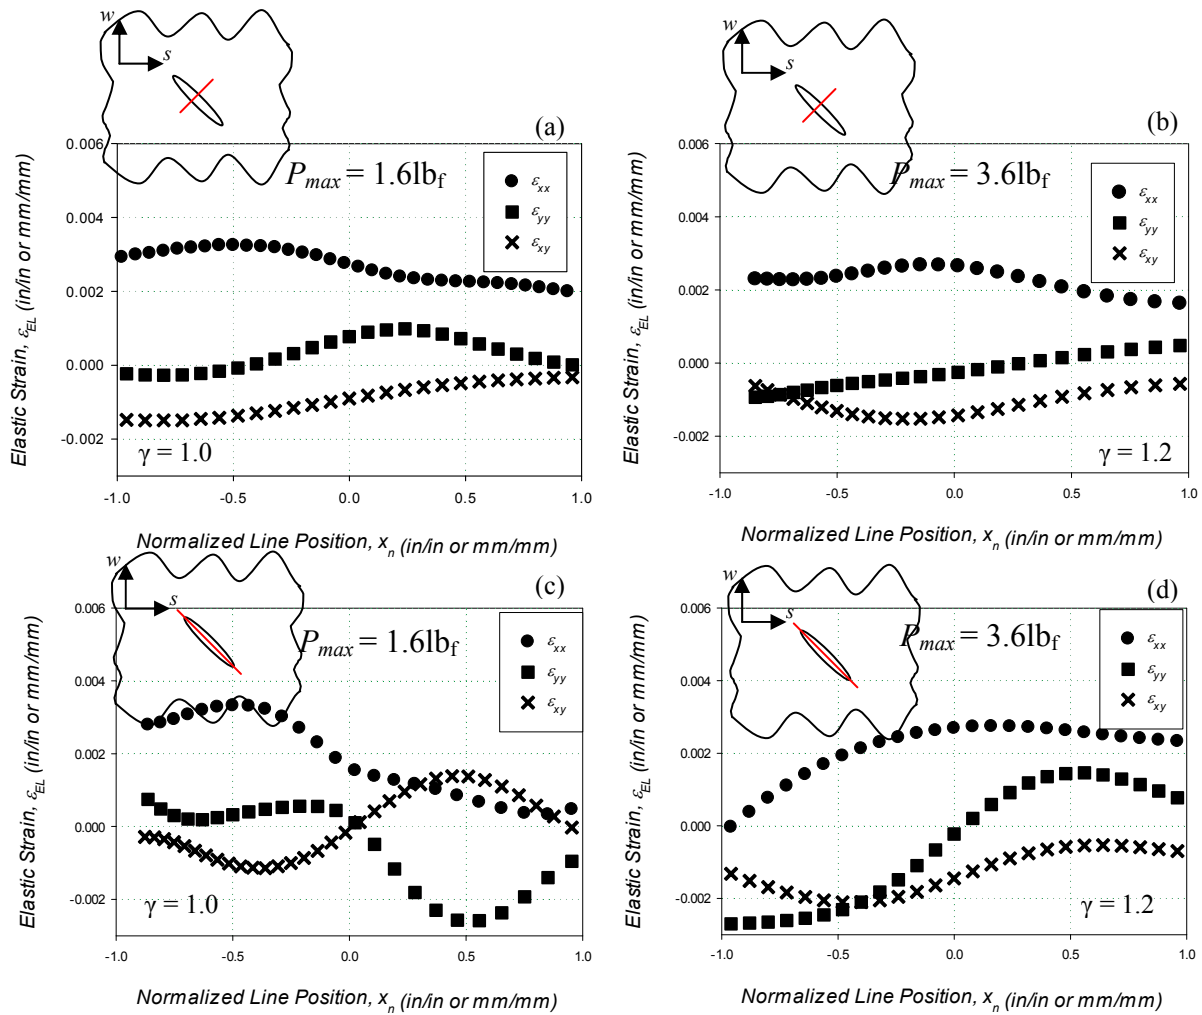 w
s
(a)
P_max = 1.6lb_f
ε_xx
ε_yy
ε_xy
0.006
0.004
0.002
0.000
-0.002
γ = 1.0
-1.0 -0.5 0.0 0.5 1.0
Elastic Strain, ε_EL (in/in or mm/mm)
Normalized Line Position, x_n (in/in or mm/mm)
w
s
(b)
P_max = 3.6lb_f
ε_xx
ε_yy
ε_xy
0.006
0.004
0.002
0.000
-0.002
γ = 1.2
-1.0 -0.5 0.0 0.5 1.0
Elastic Strain, ε_EL (in/in or mm/mm)
Normalized Line Position, x_n (in/in or mm/mm)
w
s
(c)
P_max = 1.6lb_f
ε_xx
ε_yy
ε_xy
0.006
0.004
0.002
0.000
-0.002
γ = 1.0
-1.0 -0.5 0.0 0.5 1.0
Elastic Strain, ε_EL (in/in or mm/mm)
Normalized Line Position, x_n (in/in or mm/mm)
w
s
(d)
P_max = 3.6lb_f
ε_xx
ε_yy
ε_xy
0.006
0.004
0.002
0.000
-0.002
γ = 1.2
-1.0 -0.5 0.0 0.5 1.0
Elastic Strain, ε_EL (in/in or mm/mm)
Normalized Line Position, x_n (in/in or mm/mm)